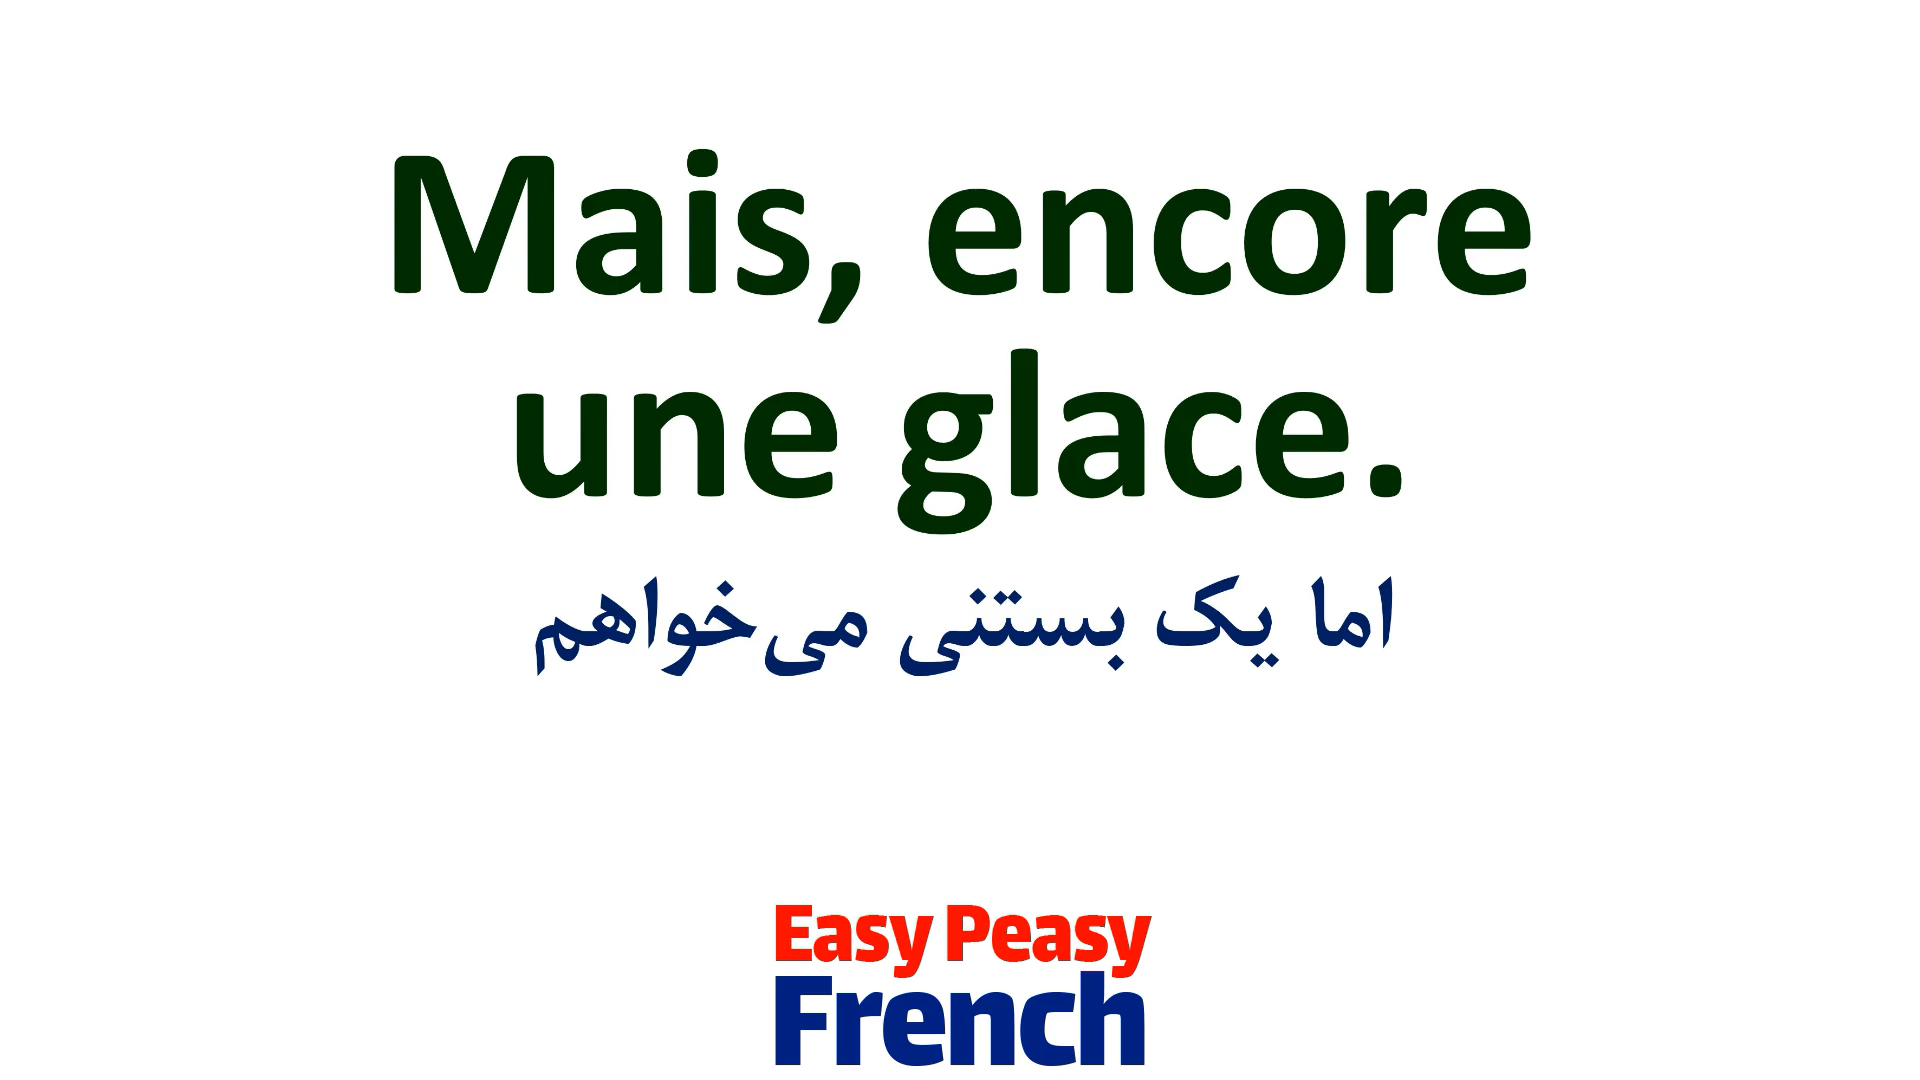 Mais, encore
une glace.
اما یک بستنی می‌خواهم
Easy Peasy
French